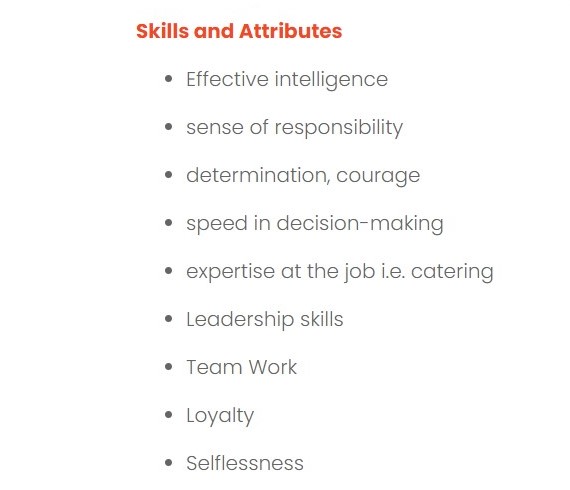 Skills and Attributes
Effective intelligence
sense of responsibility
determination, courage
speed in decision-making
expertise at the job i.e. catering
Leadership skills
Team Work
Loyalty
Selflessness